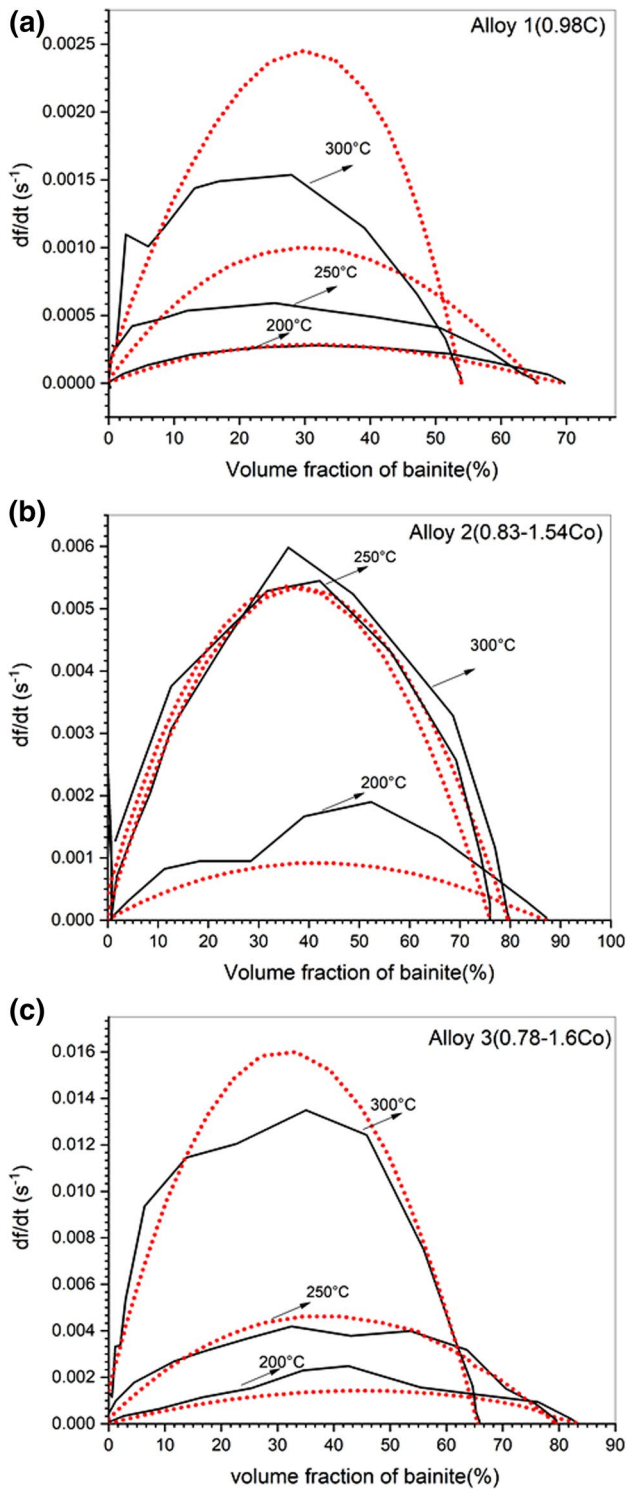 (a)
Alloy 1(0.98C)
df/dt (s⁻¹)
0.0025
0.0020
0.0015
0.0010
0.0005
0.0000
300°C
250°C
200°C
0 10 20 30 40 50 60 70
Volume fraction of bainite(%)
(b)
Alloy 2(0.83-1.54Co)
df/dt (s⁻¹)
0.006
0.005
0.004
0.003
0.002
0.001
0.000
250°C
300°C
200°C
0 10 20 30 40 50 60 70 80 90 100
Volume fraction of bainite(%)
(c)
Alloy 3(0.78-1.6Co)
df/dt (s⁻¹)
0.016
0.014
0.012
0.010
0.008
0.006
0.004
0.002
0.000
300°C
250°C
200°C
0 10 20 30 40 50 60 70 80 90
volume fraction of bainite(%)